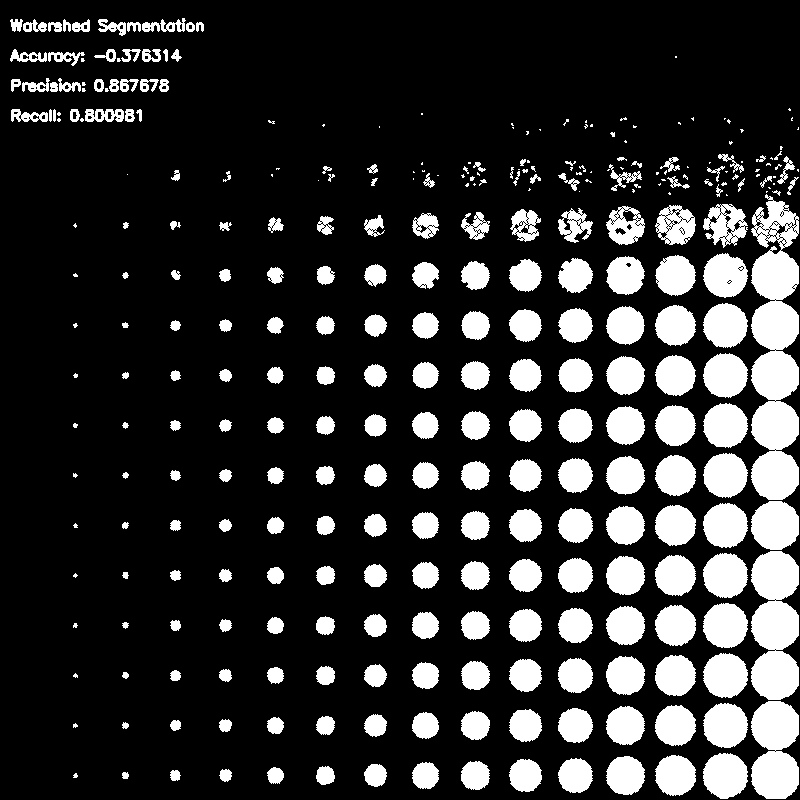 Watershed Segmentation
Accuracy: -0.376314
Precision: 0.867678
Recall: 0.800981